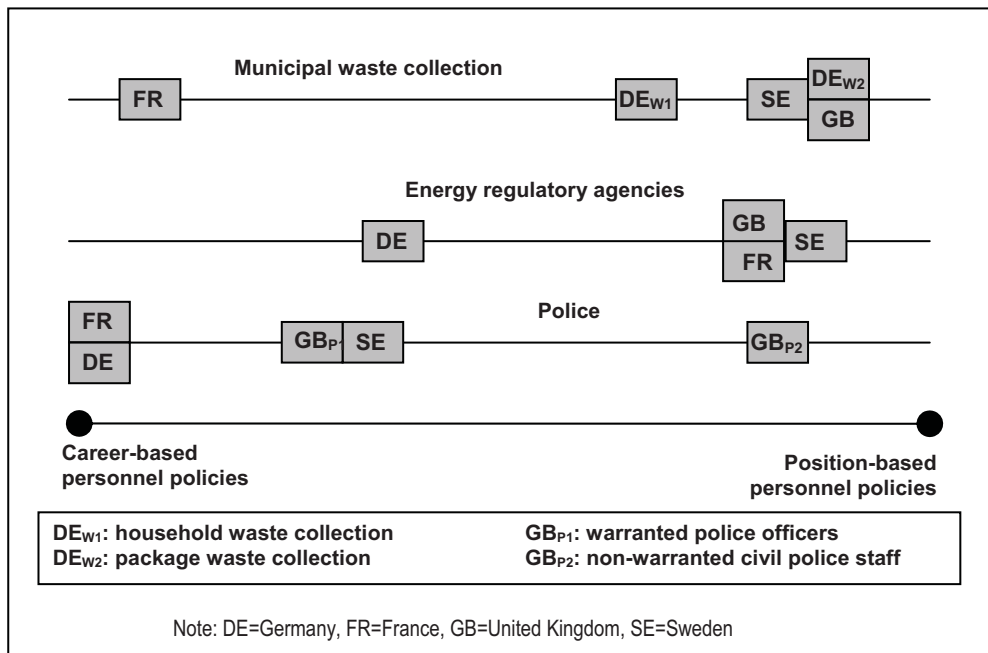 Municipal waste collection
FR
DEW1
SE
DEW2
GB
Energy regulatory agencies
DE
GB
FR
SE
Police
FR
DE
GBP1
SE
GBP2
Career-based
personnel policies
Position-based
personnel policies
DEW1: household waste collection
DEW2: package waste collection
GBP1: warranted police officers
GBP2: non-warranted civil police staff
Note: DE=Germany, FR=France, GB=United Kingdom, SE=Sweden